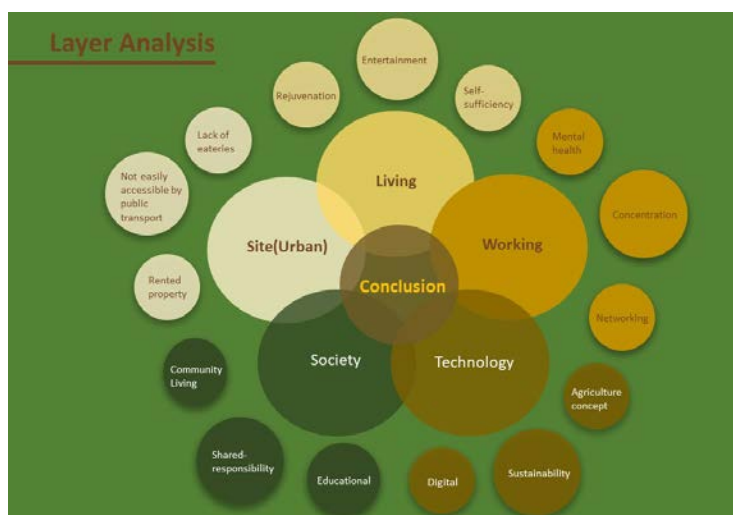 Layer Analysis
Entertainment
Rejuvenation
Self-
sufficiency
Lack of
eateries
Mental
health
Not easily
accessible by
public
transport
Living
Concentration
Site(Urban)
Working
Rented
property
Conclusion
Networking
Society
Technology
Community
Living
Agriculture
concept
Shared-
responsibility
Educational
Digital
Sustainability